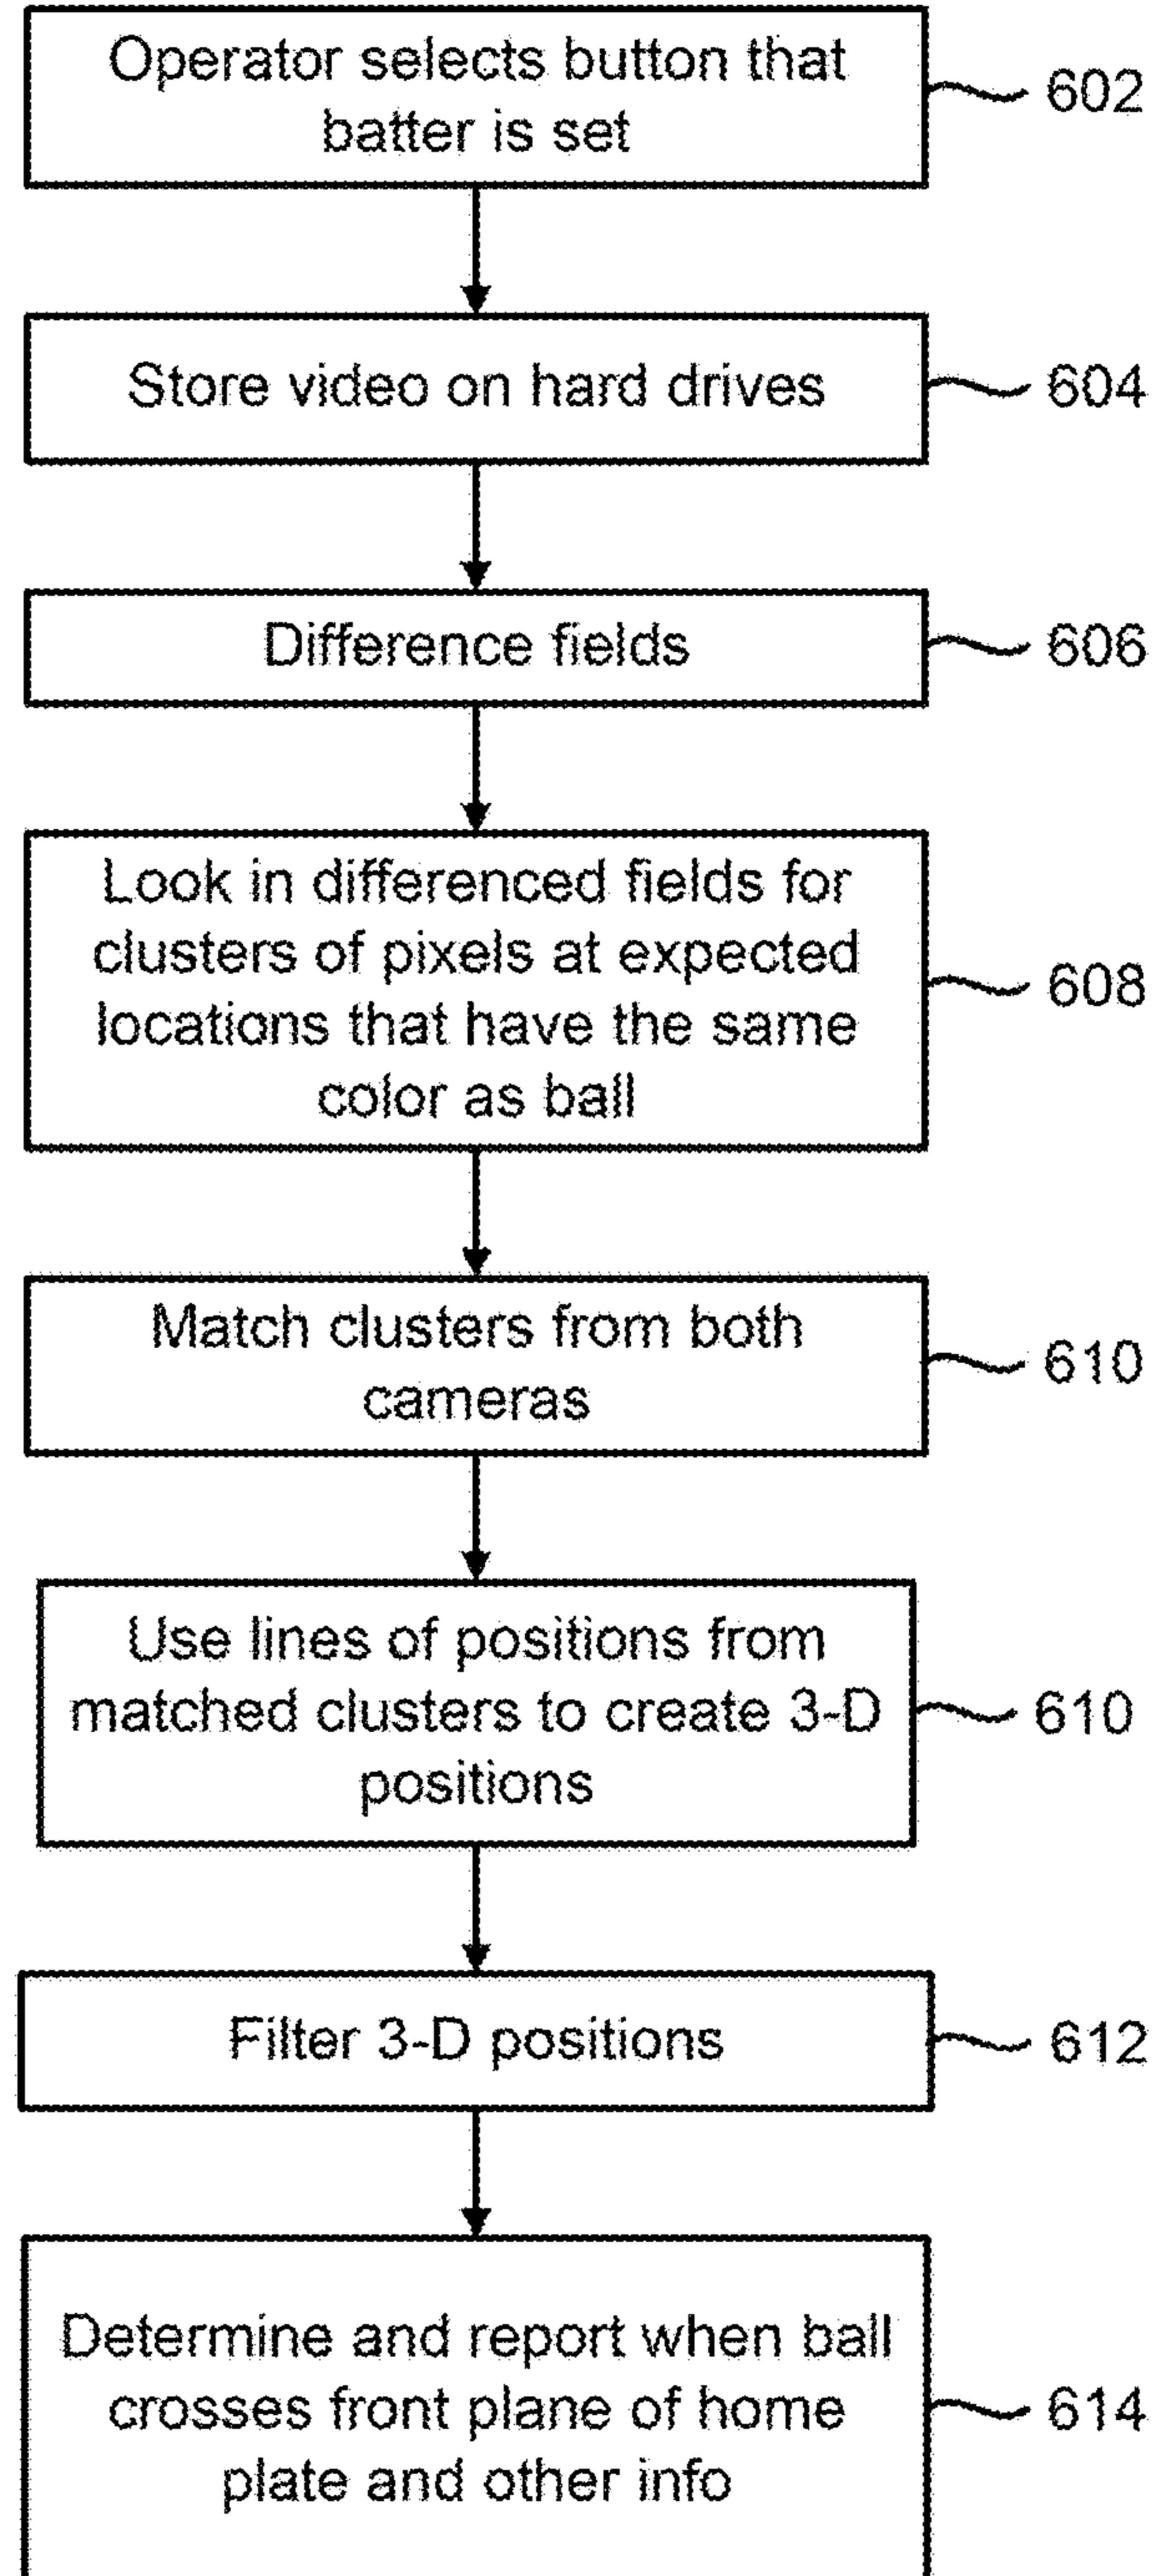 Operator selects button that
batter is set
602
Store video on hard drives
604
Difference fields
606
Look in differenced fields for
clusters of pixels at expected
locations that have the same
color as ball
608
Match clusters from both
cameras
610
Use lines of positions from
matched clusters to create 3-D
positions
610
Filter 3-D positions
612
Determine and report when ball
crosses front plane of home
plate and other info
614